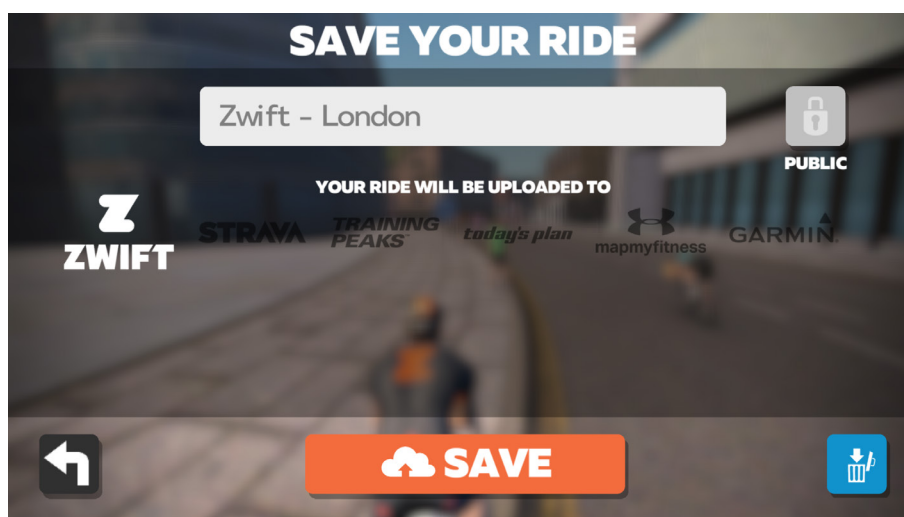 SAVE YOUR RIDE
Zwift - London
PUBLIC
YOUR RIDE WILL BE UPLOADED TO
ZWIFT
STRAVA
TRAINING
PEAKS
today's plan
mapmyfitness
GARMIN
SAVE